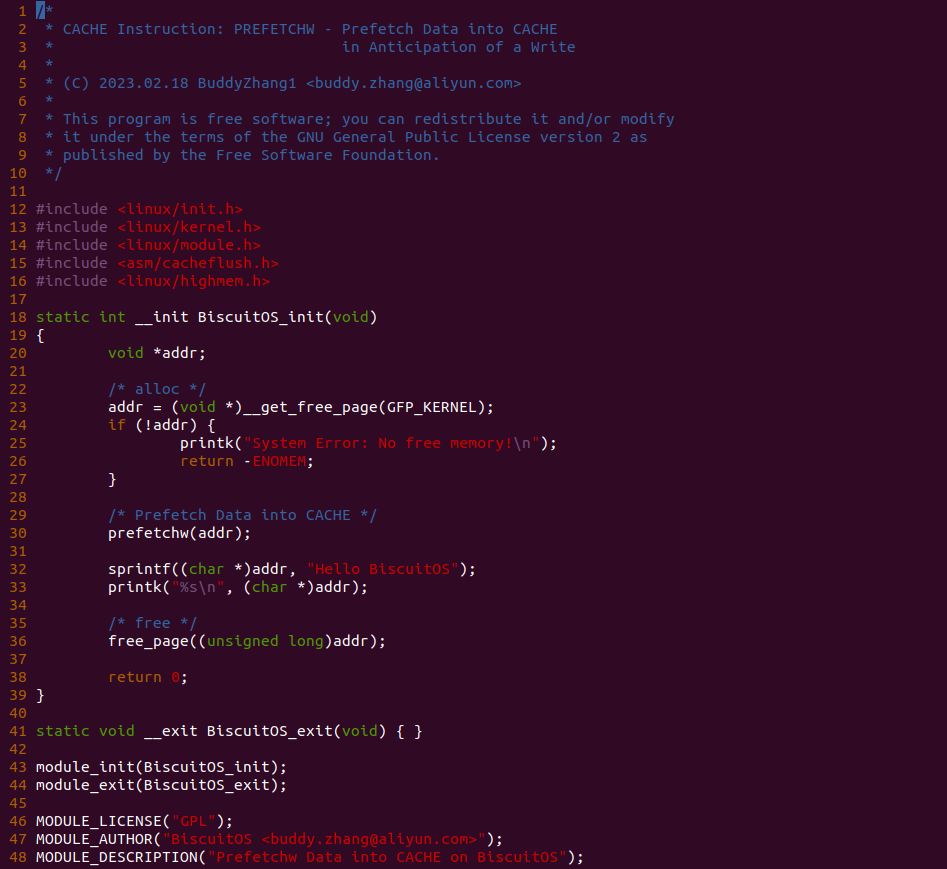 1 /*
2  * CACHE Instruction: PREFETCHW - Prefetch Data into CACHE
3  *                                in Anticipation of a Write
4  *
5  * (C) 2023.02.18 BuddyZhang1 <buddy.zhang@aliyun.com>
6  *
7  * This program is free software; you can redistribute it and/or modify
8  * it under the terms of the GNU General Public License version 2 as
9  * published by the Free Software Foundation.
10  */
11
12 #include <linux/init.h>
13 #include <linux/kernel.h>
14 #include <linux/module.h>
15 #include <asm/cacheflush.h>
16 #include <linux/highmem.h>
17
18 static int __init BiscuitOS_init(void)
19 {
20         void *addr;
21
22         /* alloc */
23         addr = (void *)__get_free_page(GFP_KERNEL);
24         if (!addr) {
25                 printk("System Error: No free memory!\n");
26                 return -ENOMEM;
27         }
28
29         /* Prefetch Data into CACHE */
30         prefetchw(addr);
31
32         sprintf((char *)addr, "Hello BiscuitOS");
33         printk("%s\n", (char *)addr);
34
35         /* free */
36         free_page((unsigned long)addr);
37
38         return 0;
39 }
40
41 static void __exit BiscuitOS_exit(void) { }
42
43 module_init(BiscuitOS_init);
44 module_exit(BiscuitOS_exit);
45
46 MODULE_LICENSE("GPL");
47 MODULE_AUTHOR("BiscuitOS <buddy.zhang@aliyun.com>");
48 MODULE_DESCRIPTION("Prefetchw Data into CACHE on BiscuitOS");